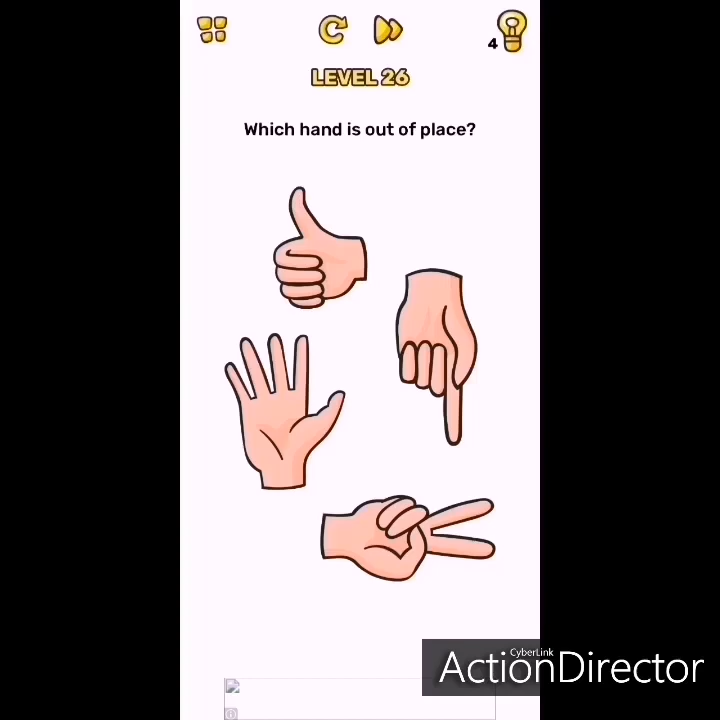 4
LEVEL 26
Which hand is out of place?
CyberLink
ActionDirector